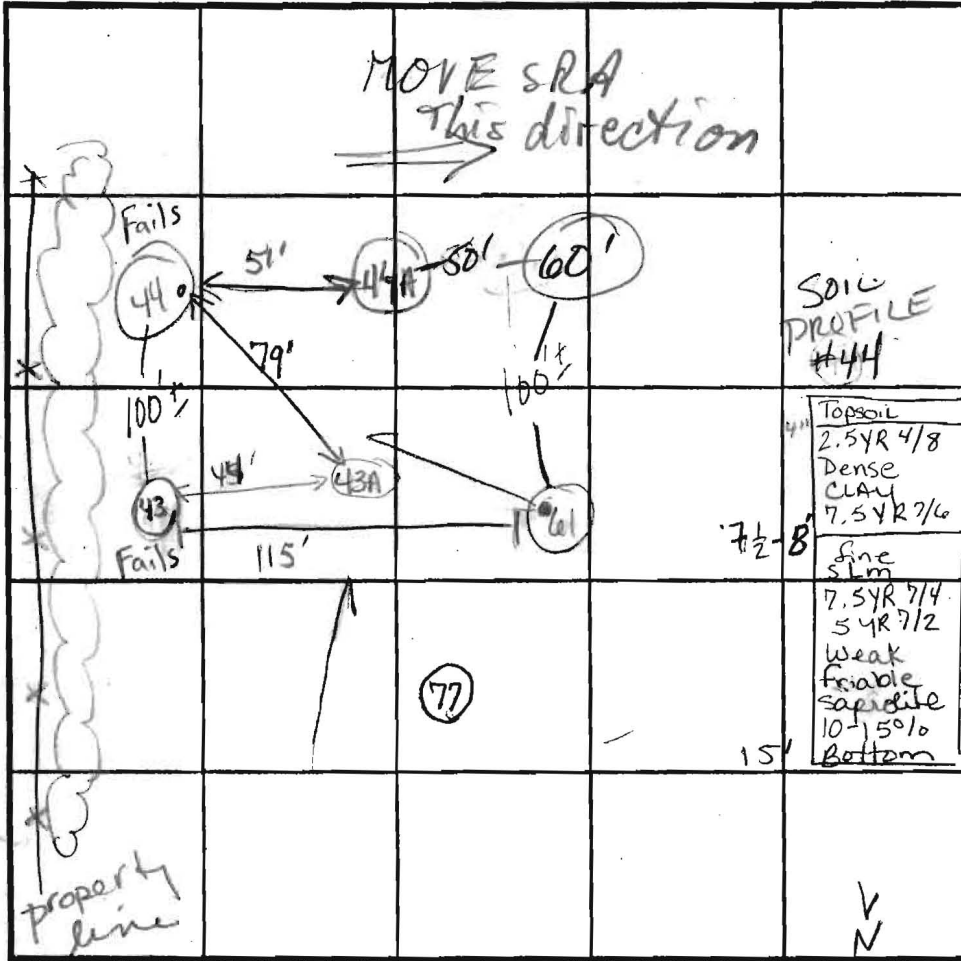 MOVE SRA
This direction
Fails
44
51'
44A
50'
60'
79'
100'±
100'±
43
45'
43A
61
Fails
115'
77
SOIL
PROFILE
#44
4"
Topsoil
2.5YR 4/8
Dense
CLAY
7.5YR 7/6
7½-8'
fine
SLm
7.5YR 7/4
5YR 7/2
Weak
friable
saprolite
10-15%
15'
Bottom
property
line
N